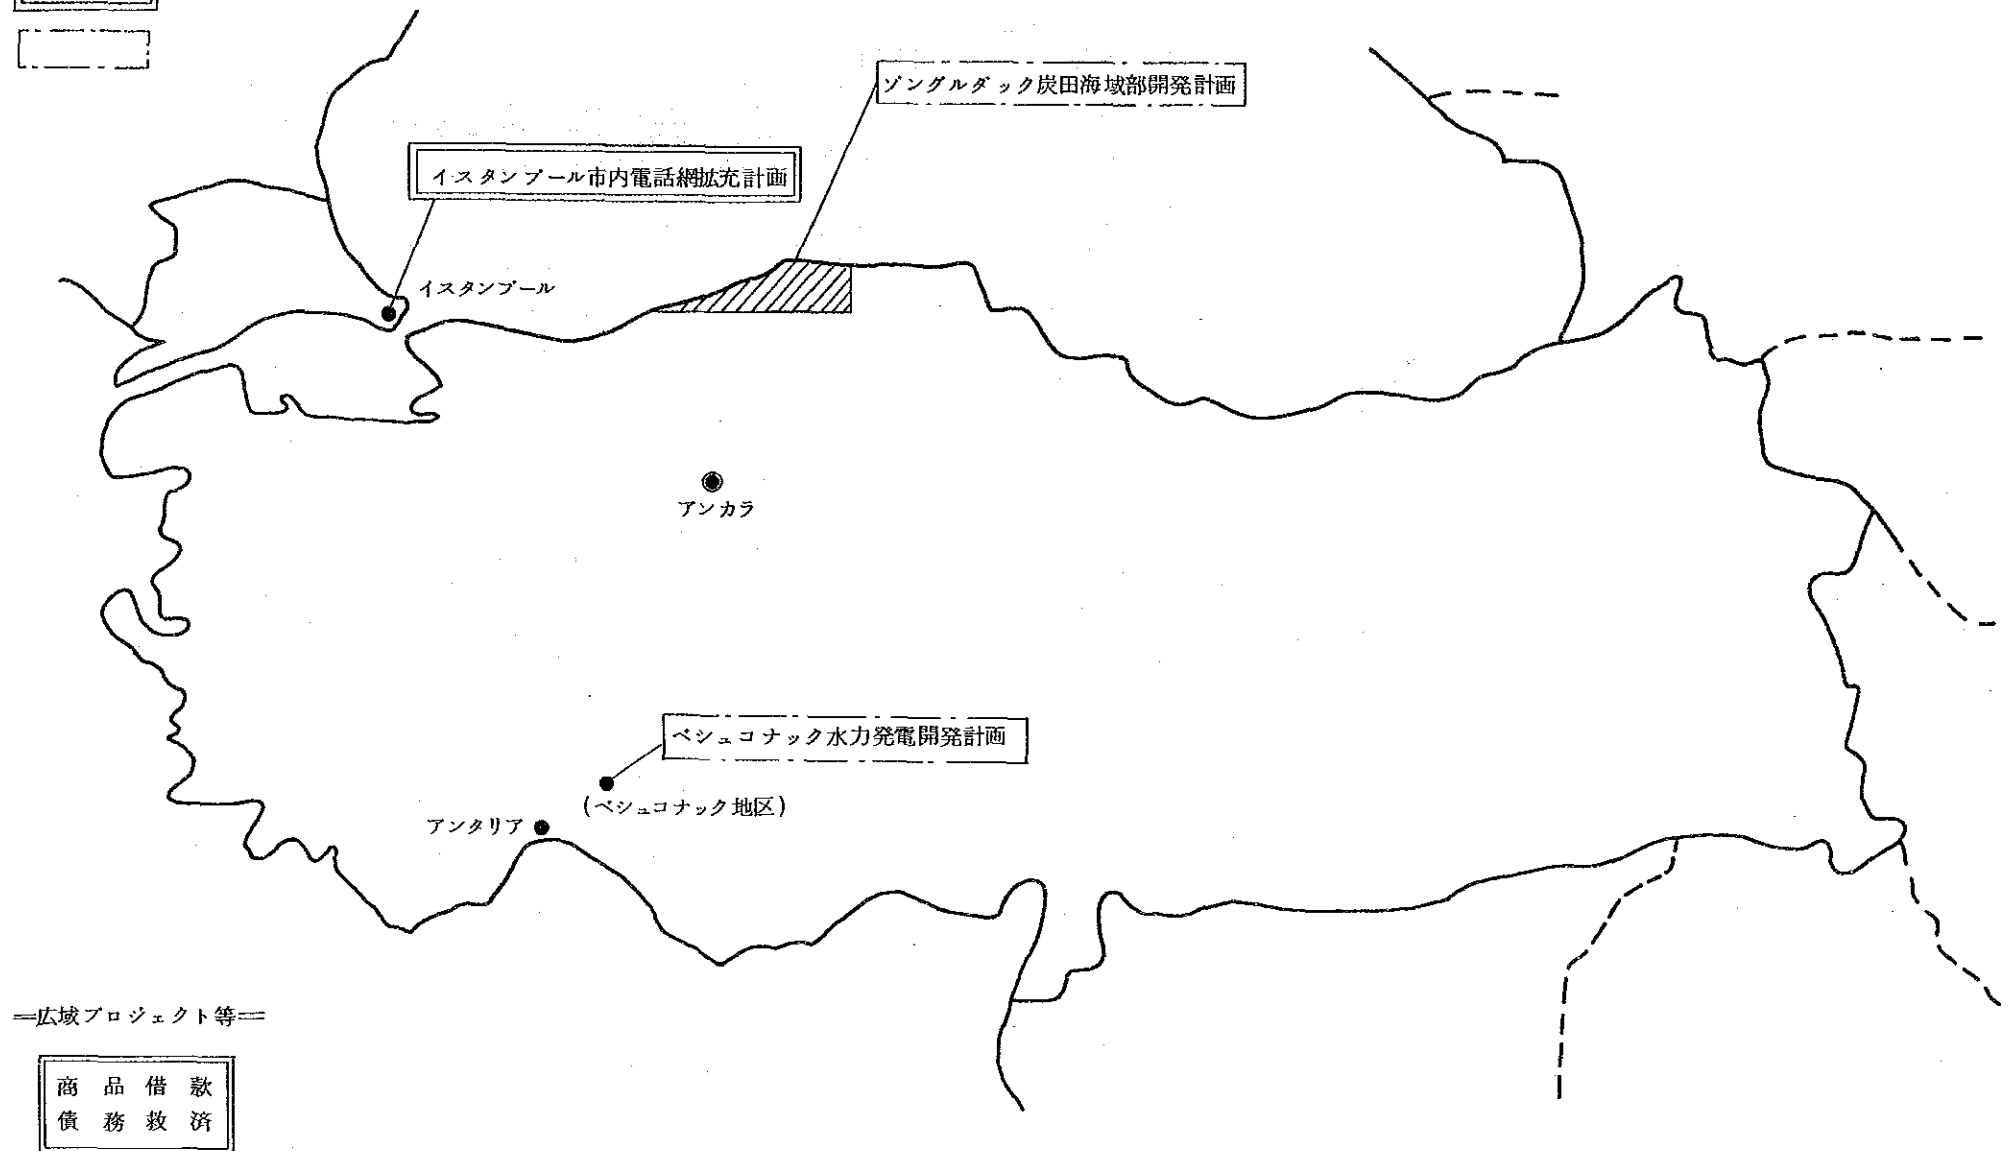 ゾングルダック炭田海域部開発計画
イスタンブール市内電話網拡充計画
イスタンブール
アンカラ
ベシュコナック水力発電開発計画
(ベシュコナック地区)
アンタリア
=広域プロジェクト等=
商品借款
債務救済